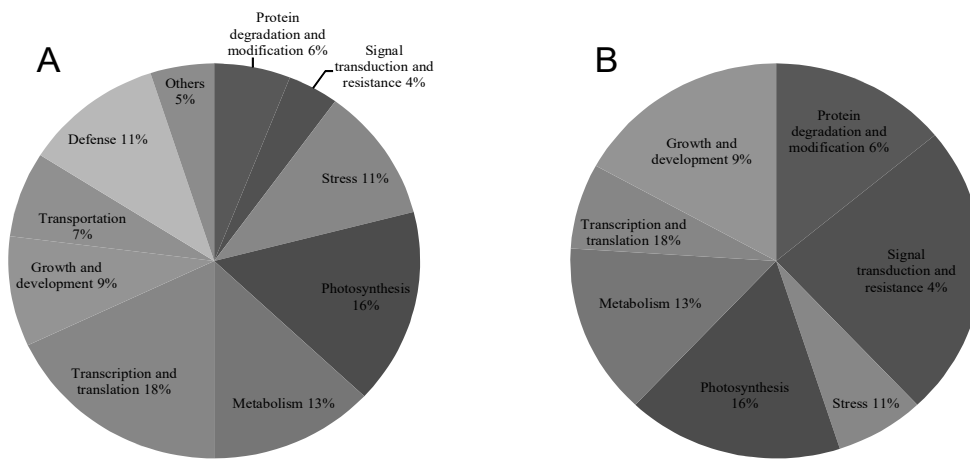 A
Protein
degradation and
modification 6%
Signal
transduction and
resistance 4%
Stress 11%
Photosynthesis
16%
Metabolism 13%
Transcription and
translation 18%
Growth and
development 9%
Transportation
7%
Defense 11%
Others
5%
B
Protein
degradation and
modification 6%
Signal
transduction and
resistance 4%
Stress 11%
Photosynthesis
16%
Metabolism 13%
Transcription and
translation 18%
Growth and
development 9%